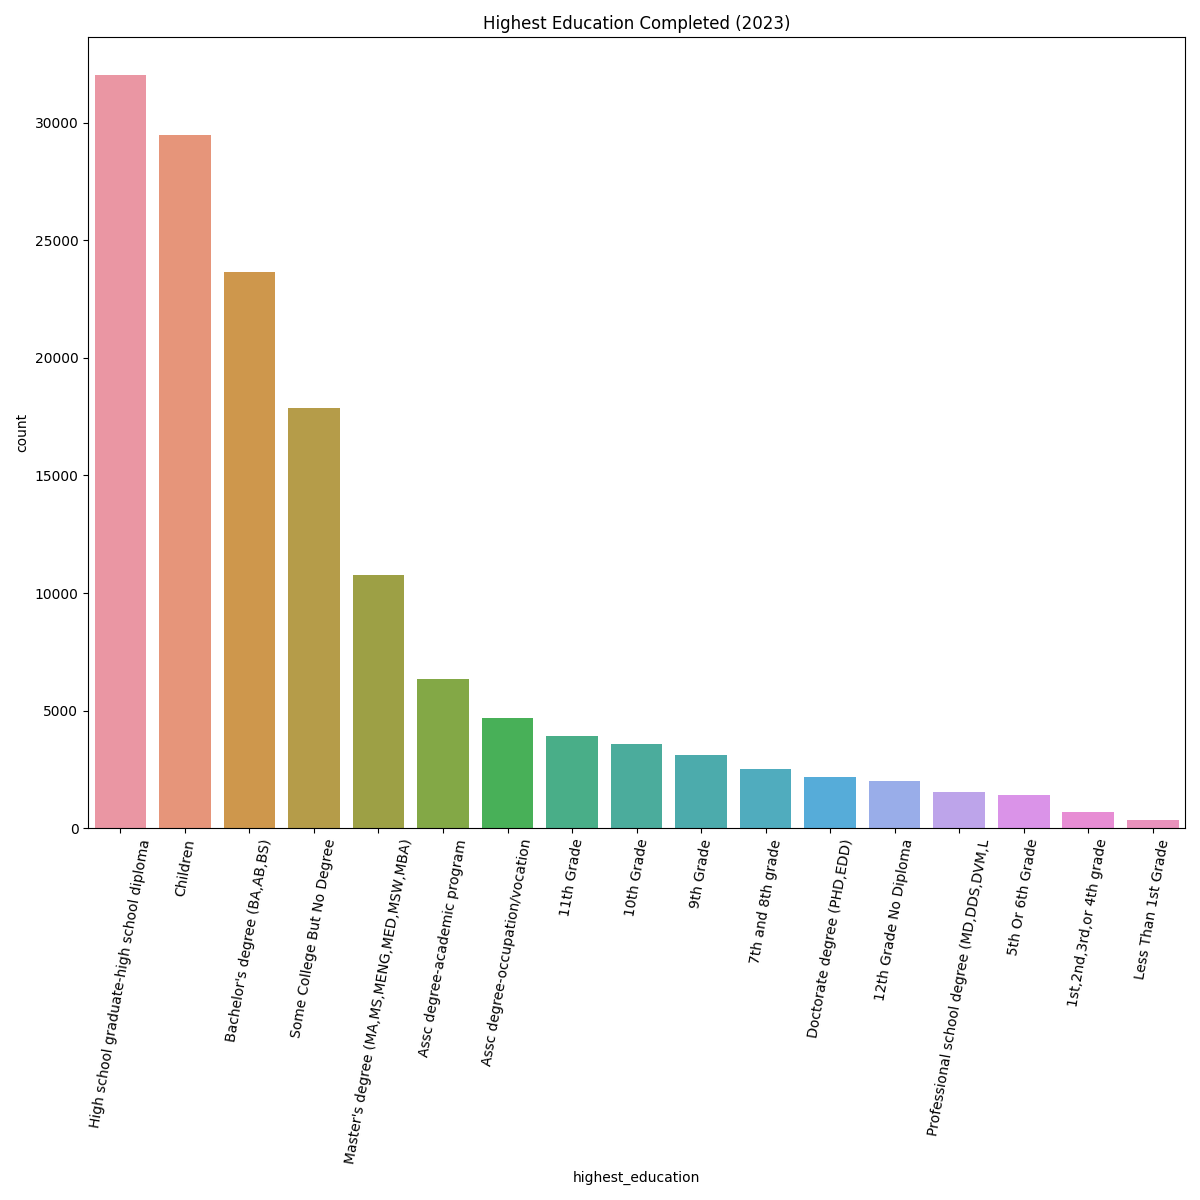 Highest Education Completed (2023)
30000
25000
20000
15000
10000
5000
0
count
High school graduate-high school diploma
Children
Bachelor's degree (BA,AB,BS)
Some College But No Degree
Master's degree (MA,MS,MENG,MED,MSW,MBA)
Assc degree-academic program
Assc degree-occupation/vocation
11th Grade
10th Grade
9th Grade
7th and 8th grade
Doctorate degree (PHD,EDD)
12th Grade No Diploma
Professional school degree (MD,DDS,DVM,L
5th Or 6th Grade
1st,2nd,3rd,or 4th grade
Less Than 1st Grade
highest_education